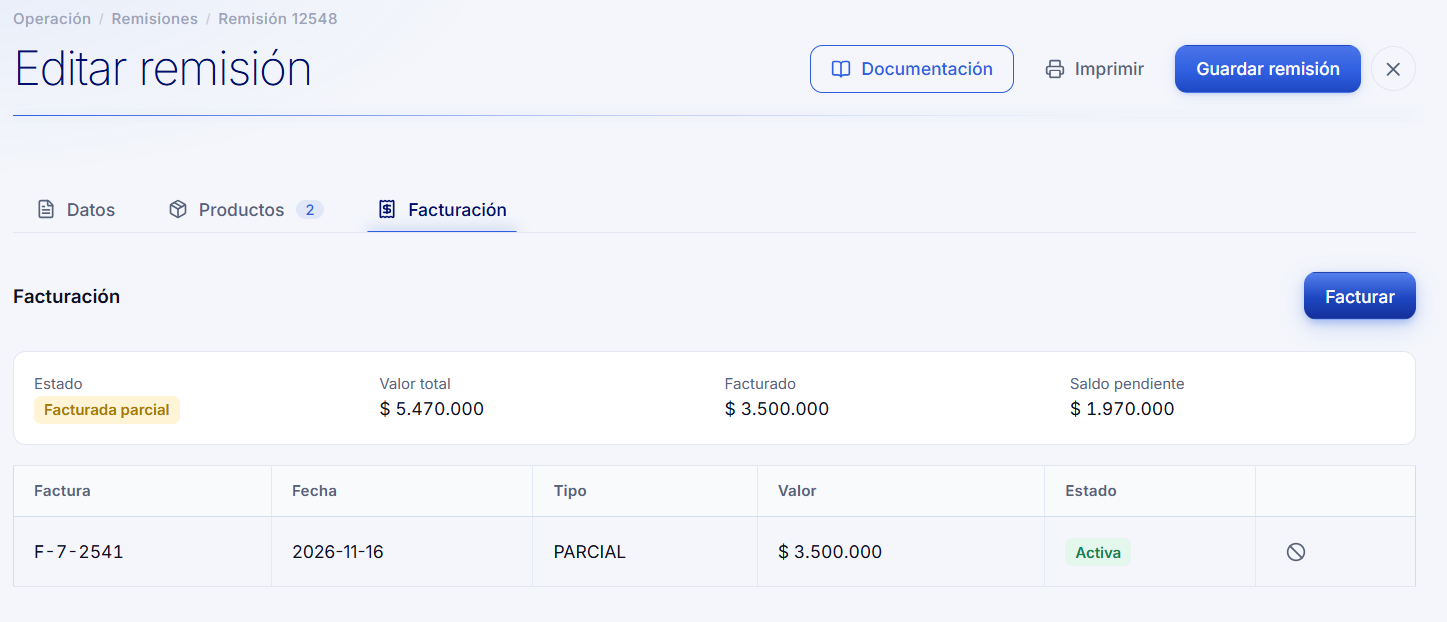 Operación / Remisiones / Remisión 12548
Editar remisión
Documentación
Imprimir
Guardar remisión
Datos
Productos 2
Facturación
Facturación
Facturar
Estado Valor total Facturado Saldo pendiente
Facturada parcial $ 5.470.000 $ 3.500.000 $ 1.970.000
Factura Fecha Tipo Valor Estado
F-7-2541 2026-11-16 PARCIAL $ 3.500.000 Activa